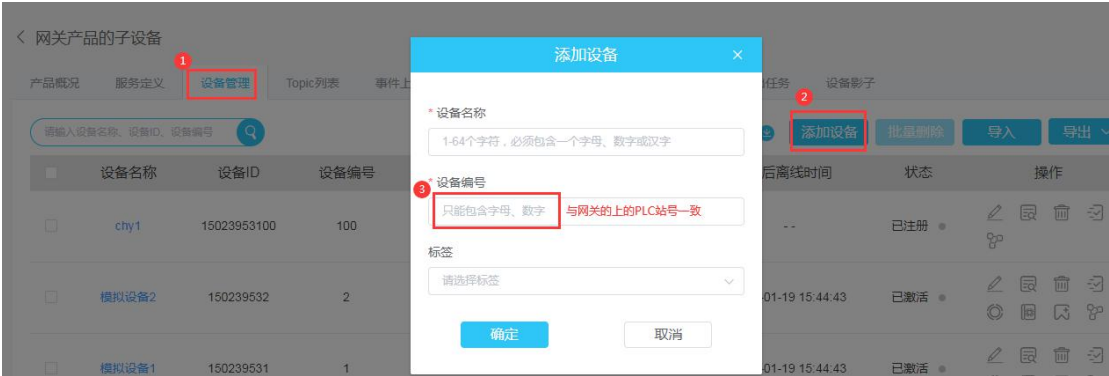 网关产品的子设备
1
产品概况 服务定义 设备管理 Topic列表 事件上 任务 设备影子
2
请输入设备名称、设备ID、设备编号 添加设备 批量删除 导入 导出
设备名称 设备ID 设备编号 后离线时间 状态 操作
chy1 15023953100 100 -- 已注册
模拟设备2 150239532 2 -01-19 15:44:43 已激活
模拟设备1 150239531 1 -01-19 15:44:43 已激活
添加设备
* 设备名称
1-64个字符，必须包含一个字母、数字或汉字
* 设备编号
3
只能包含字母、数字 与网关的上的PLC站号一致
标签
请选择标签
确定 取消